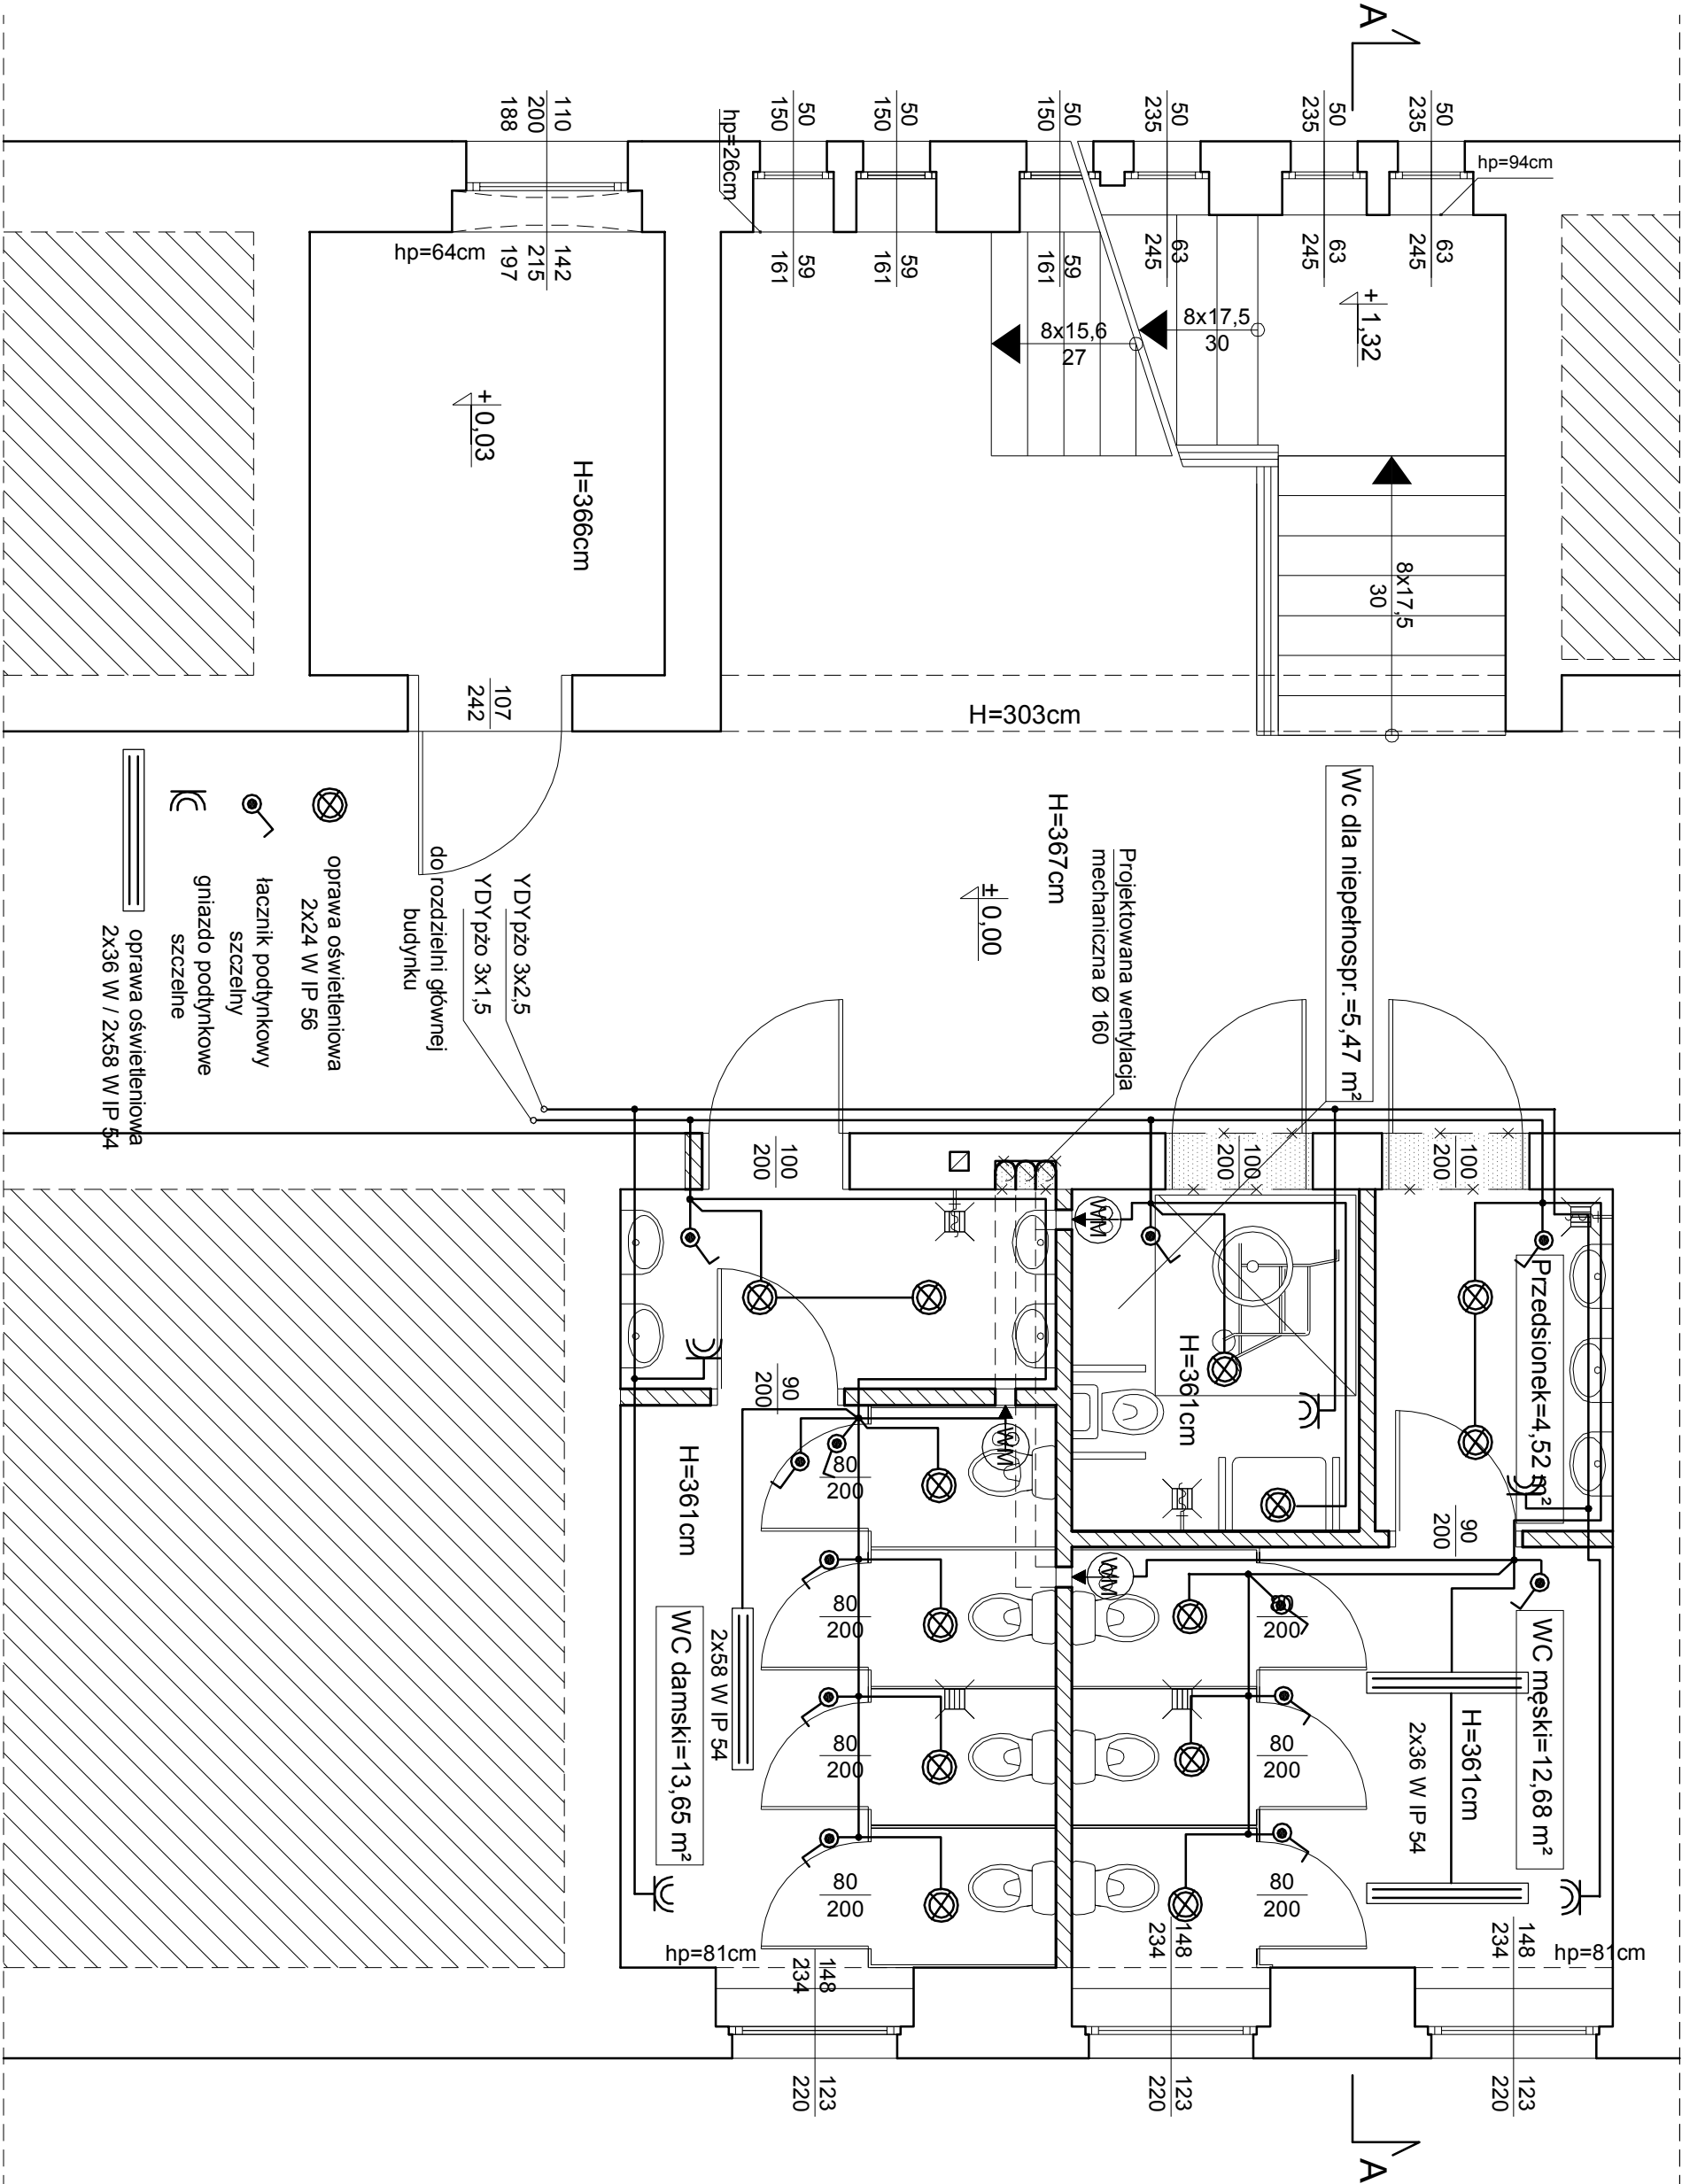 A
110
200
188
50
150
50
150
50
150
50
235
50
235
50
235
hp=26cm
hp=94cm
hp=64cm
142
215
197
59
161
59
161
59
161
63
245
63
245
63
245
+1,32
8x15,6
27
8x17,5
30
+0,03
H=366cm
8x17,5
30
107
242
H=303cm
Wc dla niepełnospr.=5,47 m²
H=367cm
Projektowana wentylacja
mechaniczna Ø 160
±0,00
YDYpżo 3x2,5
YDYpżo 3x1,5
do rozdzielni głównej
budynku
oprawa oświetleniowa
2x24 W IP 56
łacznik podtynkowy
szczelny
gniazdo podtynkowe
szczelne
oprawa oświetleniowa
2x36 W / 2x58 W IP 54
100
200
100
200
100
200
WM
Przedsionek=4,52 m²
H=361cm
90
200
90
200
WM
WM
H=361cm
80
200
80
200
80
200
80
200
200
80
200
80
200
WC damski=13,65 m²
2x58 W IP 54
WC męski=12,68 m²
H=361cm
2x36 W IP 54
hp=81cm
hp=81cm
148
234
148
234
148
234
123
220
123
220
123
220
A